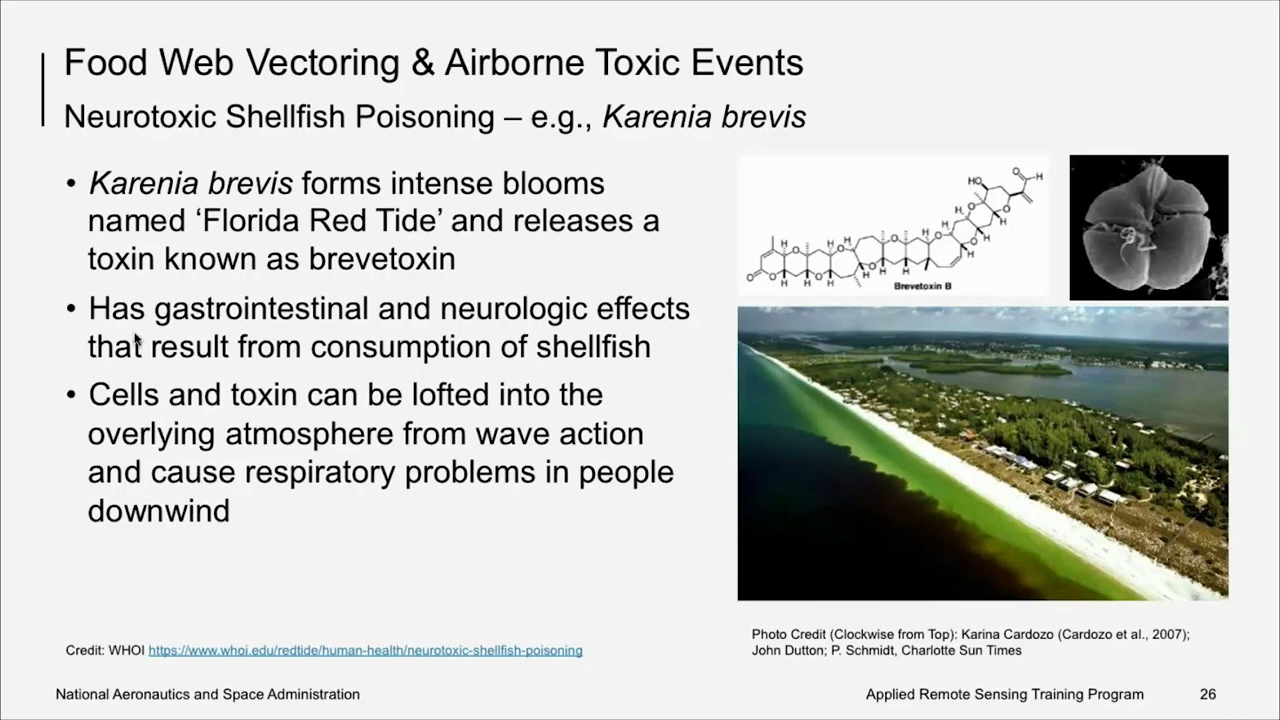 Food Web Vectoring & Airborne Toxic Events
Neurotoxic Shellfish Poisoning – e.g., Karenia brevis
• Karenia brevis forms intense blooms
named ‘Florida Red Tide’ and releases a
toxin known as brevetoxin
• Has gastrointestinal and neurologic effects
that result from consumption of shellfish
• Cells and toxin can be lofted into the
overlying atmosphere from wave action
and cause respiratory problems in people
downwind
Brevetoxin B
Photo Credit (Clockwise from Top): Karina Cardozo (Cardozo et al., 2007);
John Dutton; P. Schmidt, Charlotte Sun Times
Credit: WHOI https://www.whoi.edu/redtide/human-health/neurotoxic-shellfish-poisoning
National Aeronautics and Space Administration
Applied Remote Sensing Training Program
26